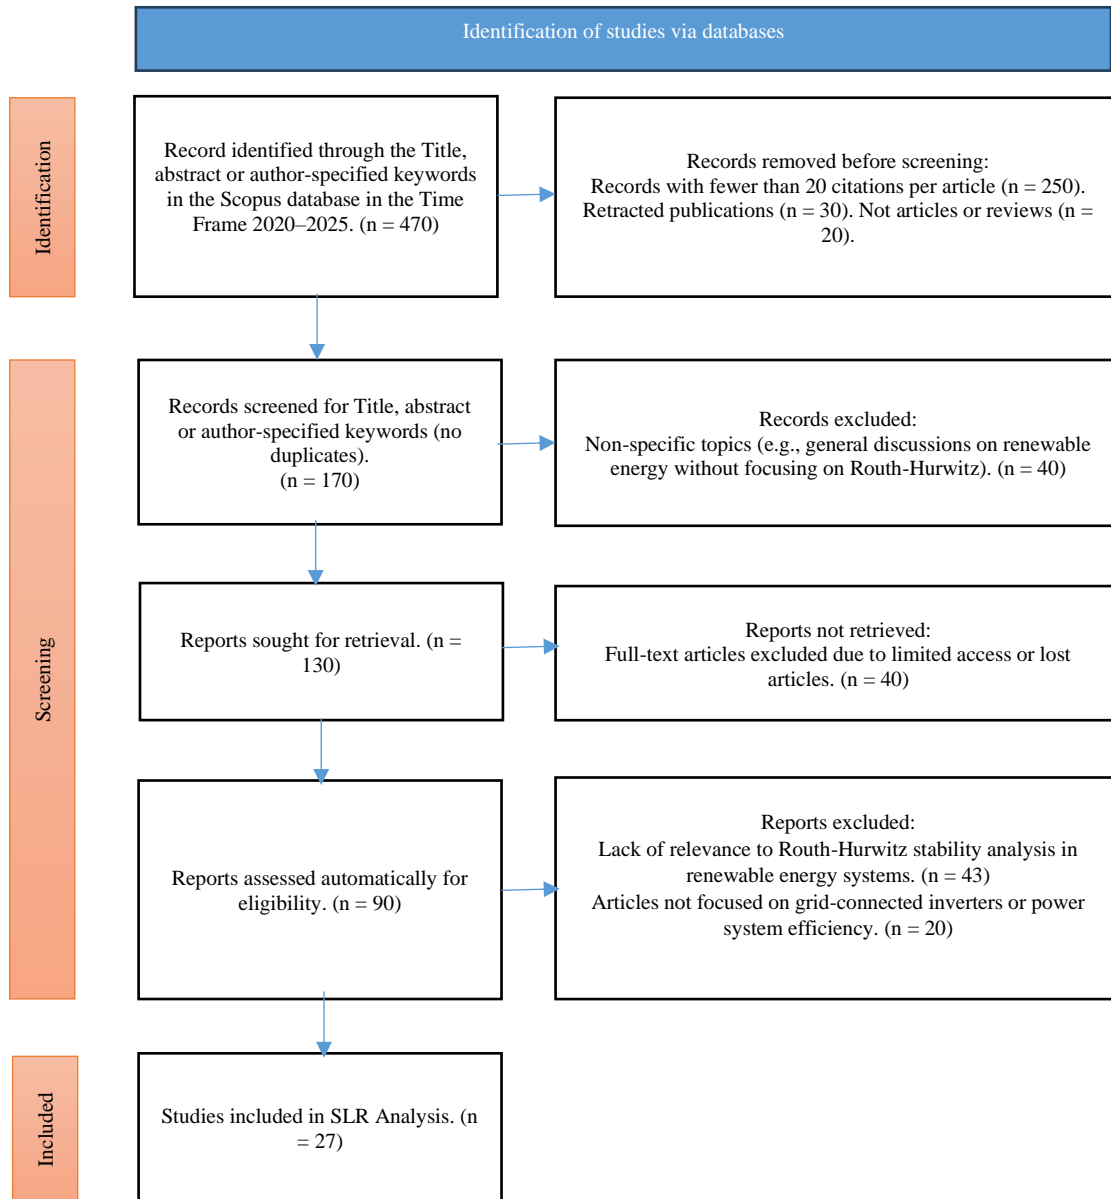 Identification of studies via databases
Identification
Record identified through the Title,
abstract or author-specified keywords
in the Scopus database in the Time
Frame 2020–2025. (n = 470)
Records removed before screening:
Records with fewer than 20 citations per article (n = 250).
Retracted publications (n = 30). Not articles or reviews (n =
20).
Screening
Records screened for Title, abstract
or author-specified keywords (no
duplicates).
(n = 170)
Records excluded:
Non-specific topics (e.g., general discussions on renewable
energy without focusing on Routh-Hurwitz). (n = 40)
Reports sought for retrieval. (n =
130)
Reports not retrieved:
Full-text articles excluded due to limited access or lost
articles. (n = 40)
Reports assessed automatically for
eligibility. (n = 90)
Reports excluded:
Lack of relevance to Routh-Hurwitz stability analysis in
renewable energy systems. (n = 43)
Articles not focused on grid-connected inverters or power
system efficiency. (n = 20)
Included
Studies included in SLR Analysis. (n
= 27)